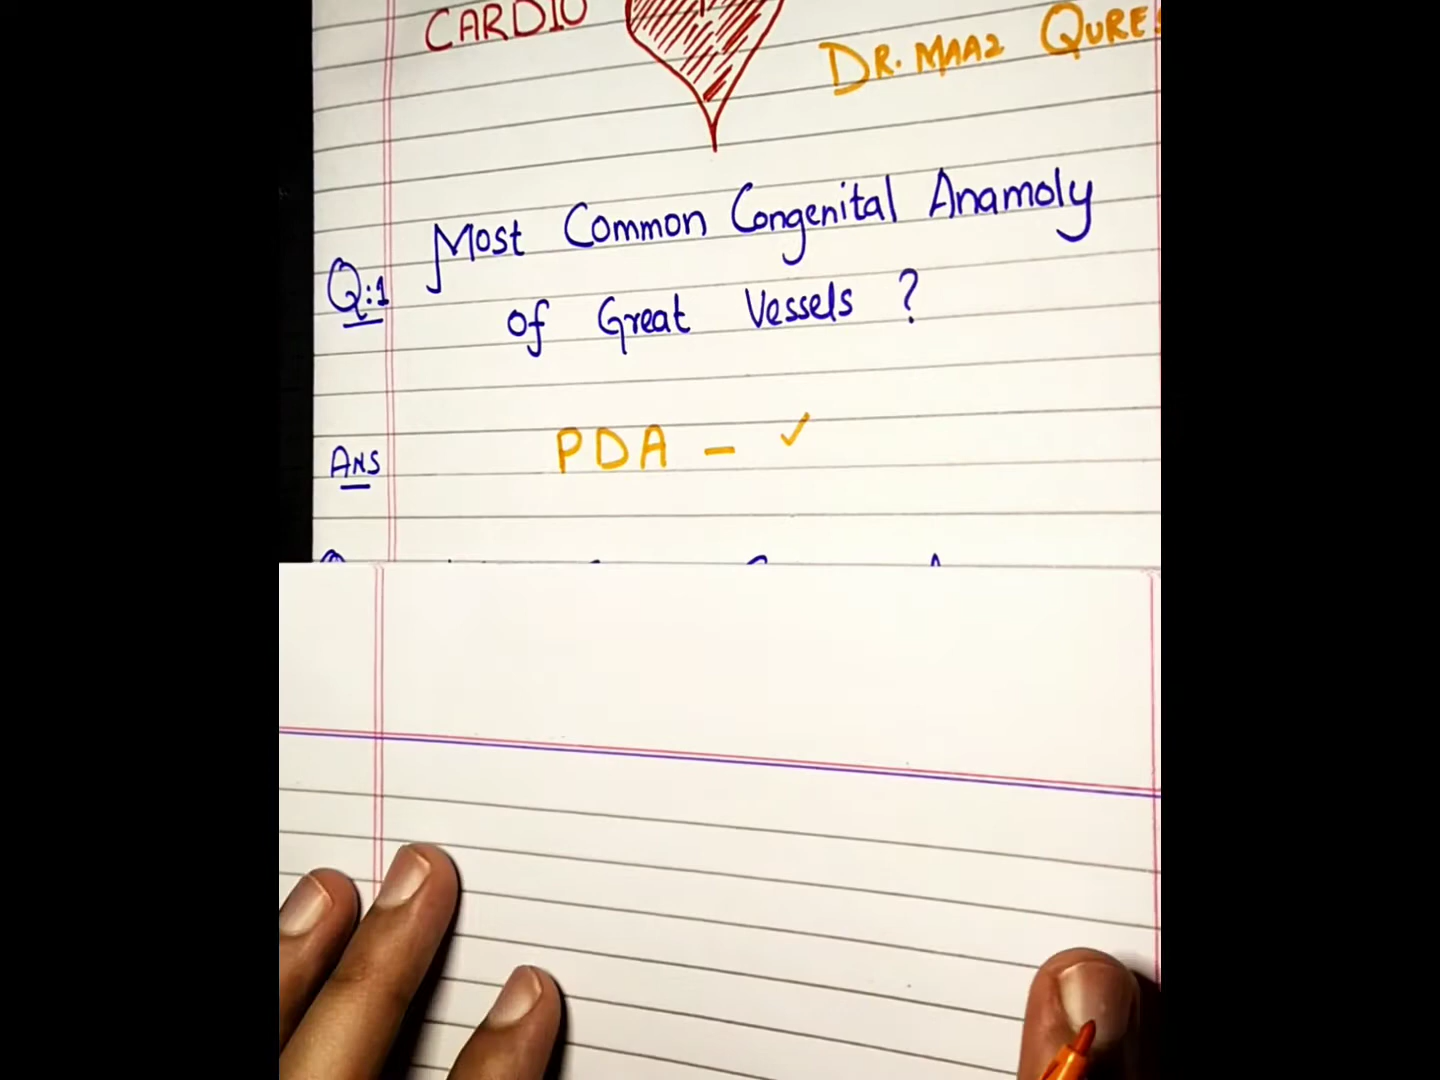 CARDIO
DR. MAAZ
Q:1 Most Common Congenital Anamoly
of Great Vessels ?
Ans PDA - ✓